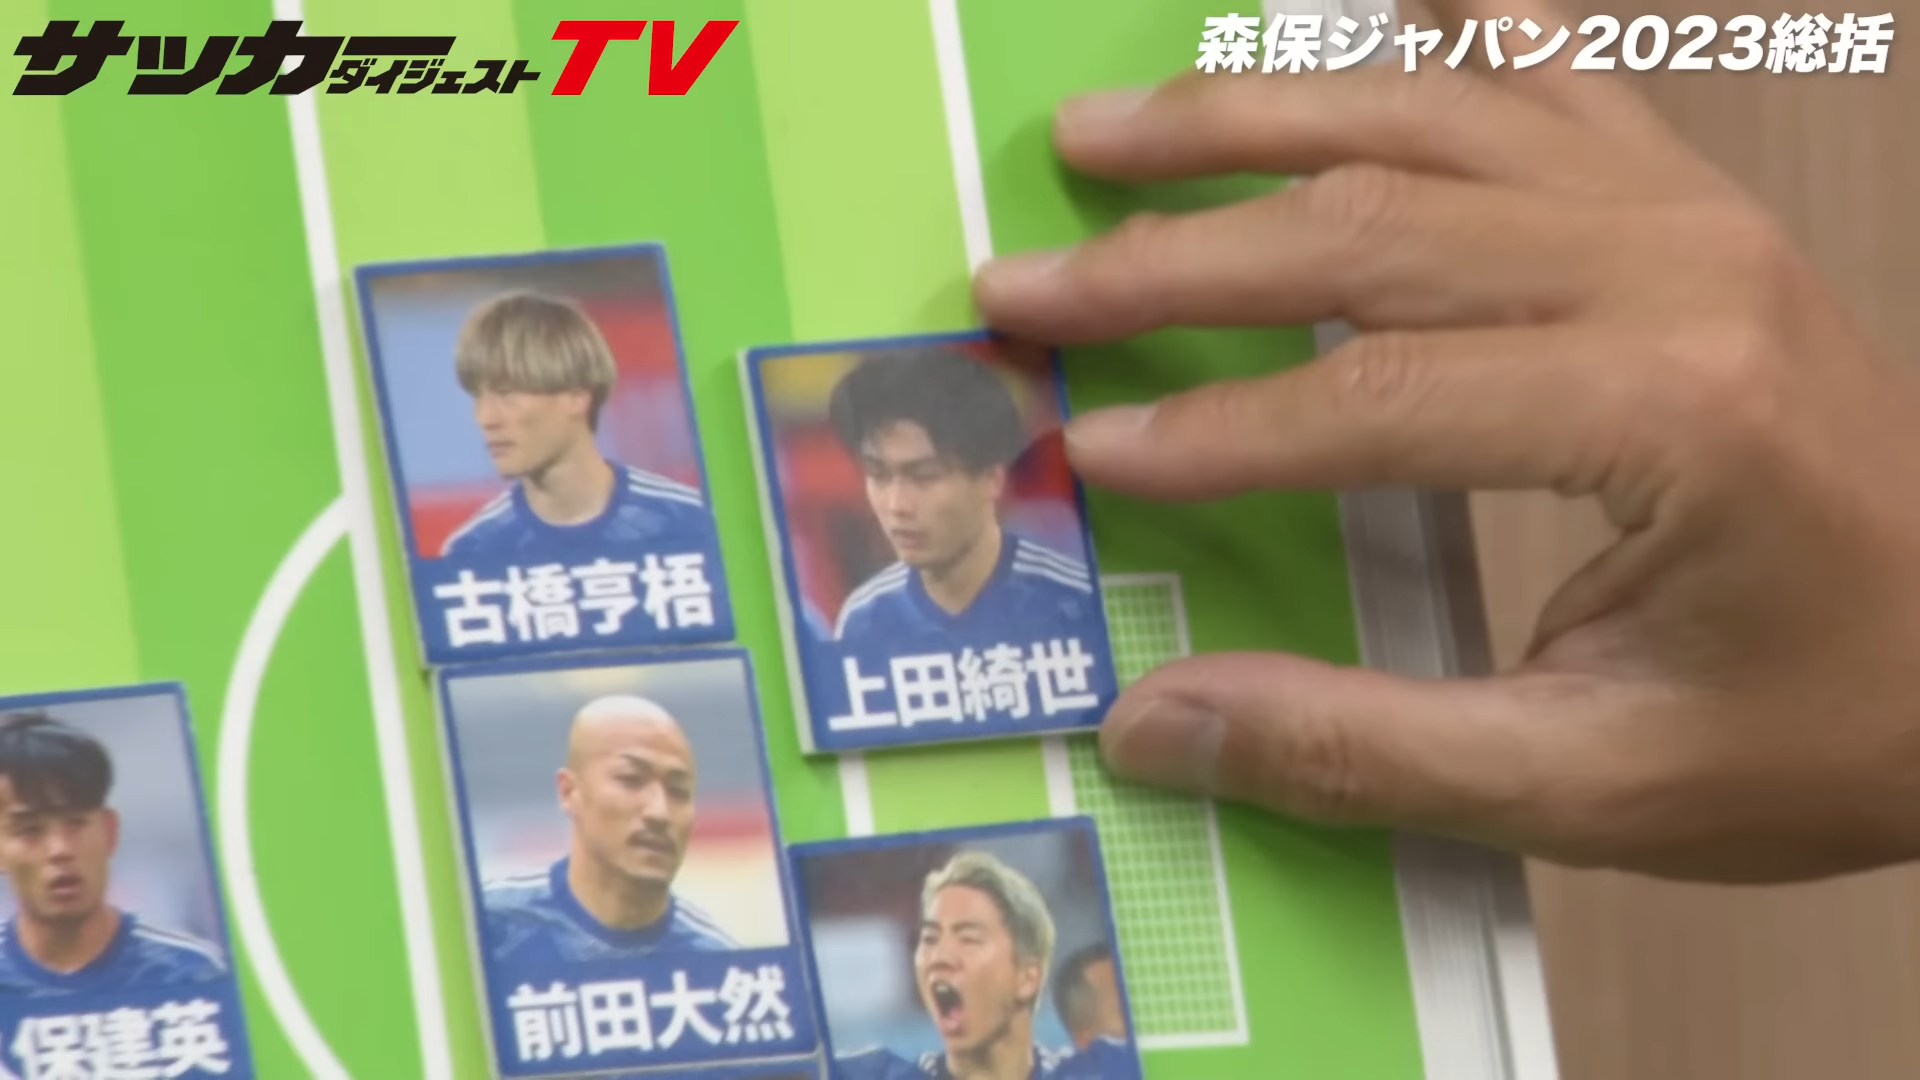 サッカーダイジェストTV
森保ジャパン2023総括
古橋亨梧
上田綺世
前田大然
保建英